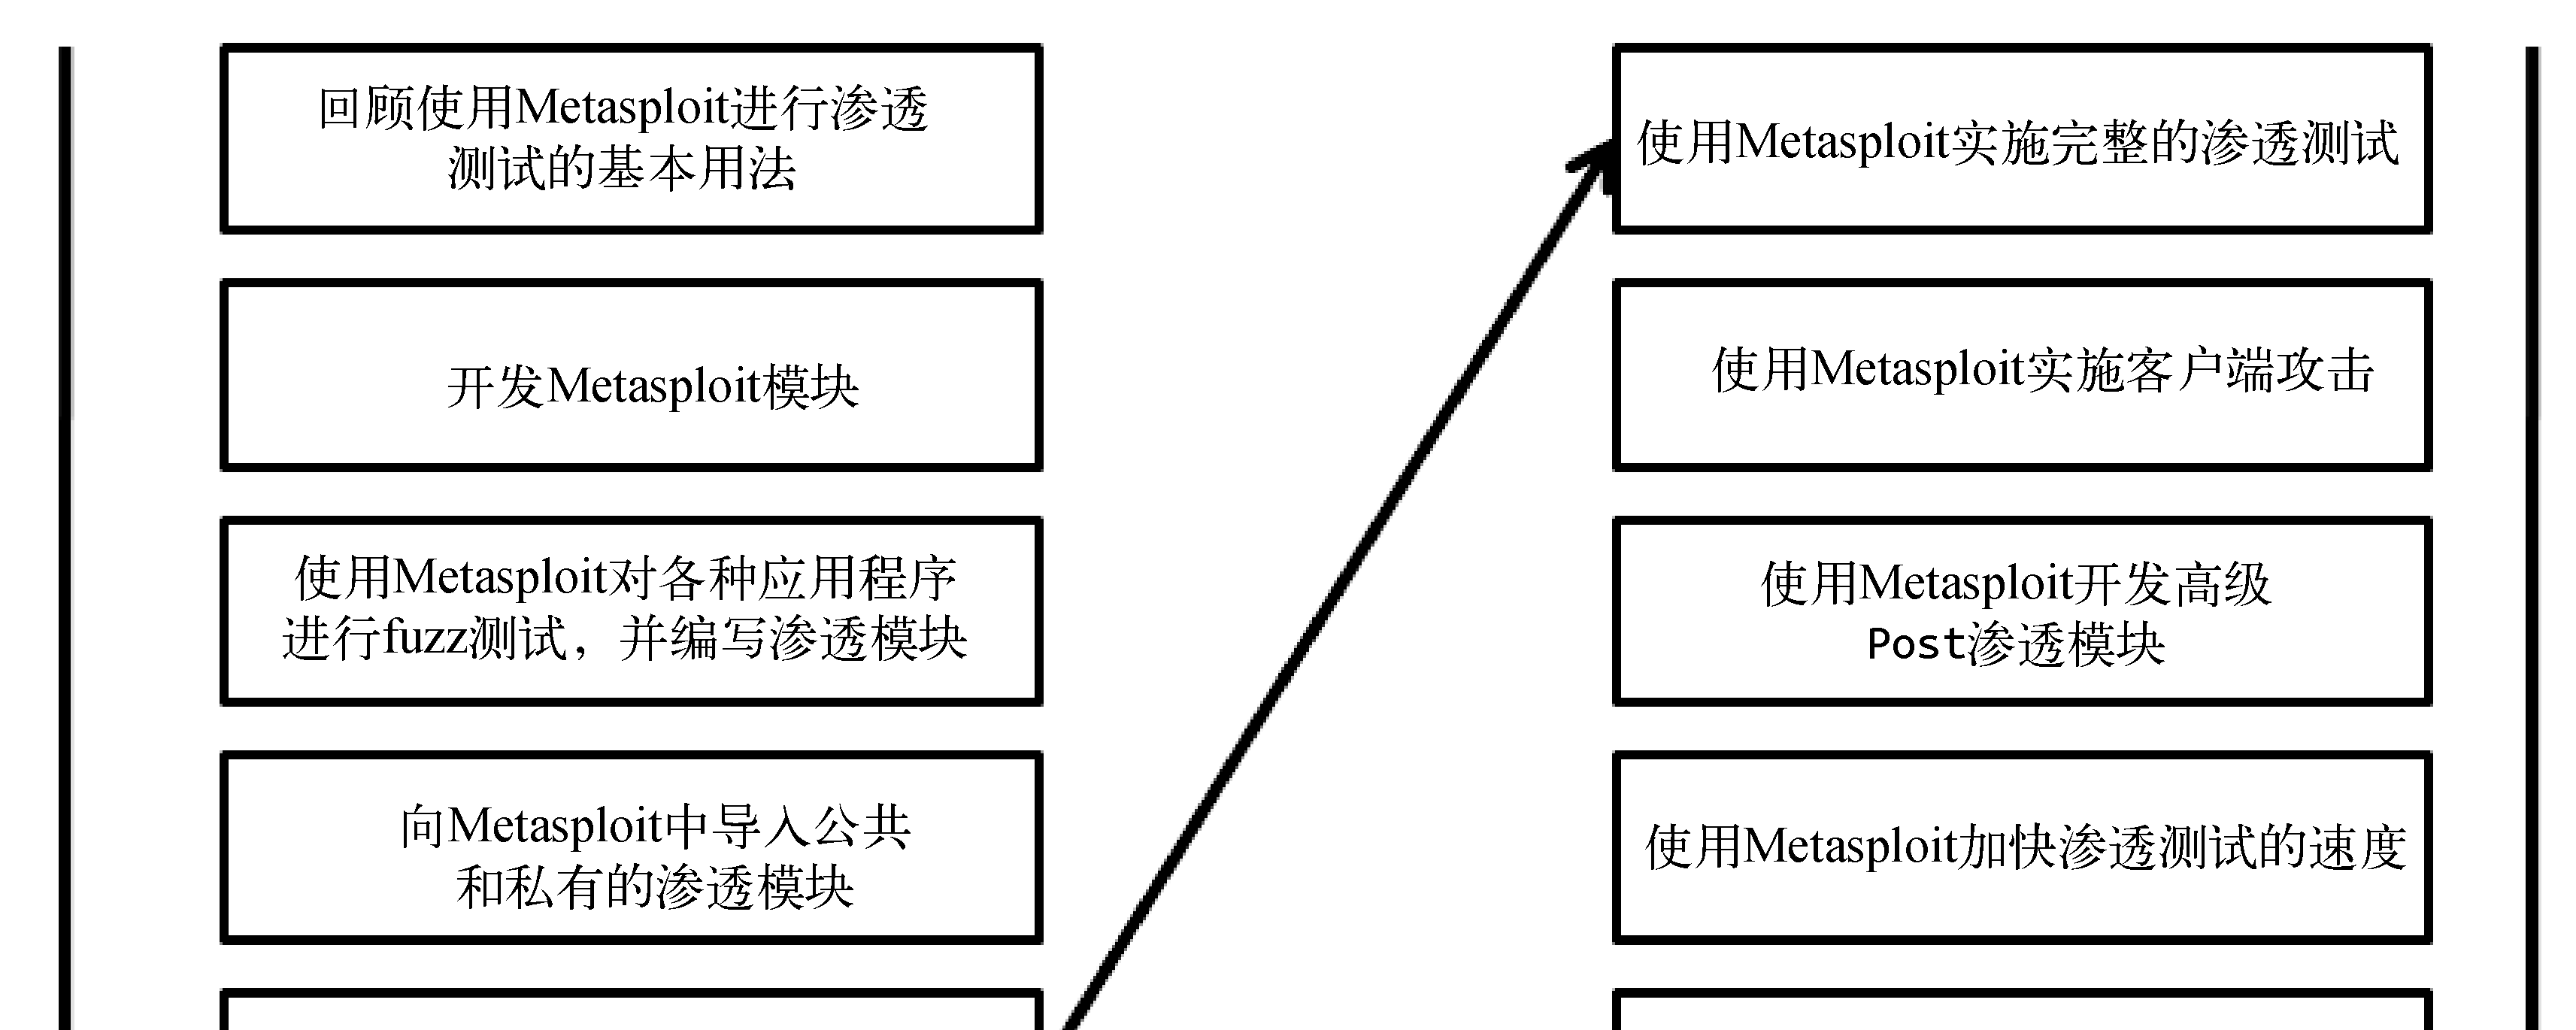 回顾使用Metasploit进行渗透
测试的基本用法
开发Metasploit模块
使用Metasploit对各种应用程序
进行fuzz测试，并编写渗透模块
向Metasploit中导入公共
和私有的渗透模块
使用Metasploit实施完整的渗透测试
使用Metasploit实施客户端攻击
使用Metasploit开发高级
Post渗透模块
使用Metasploit加快渗透测试的速度